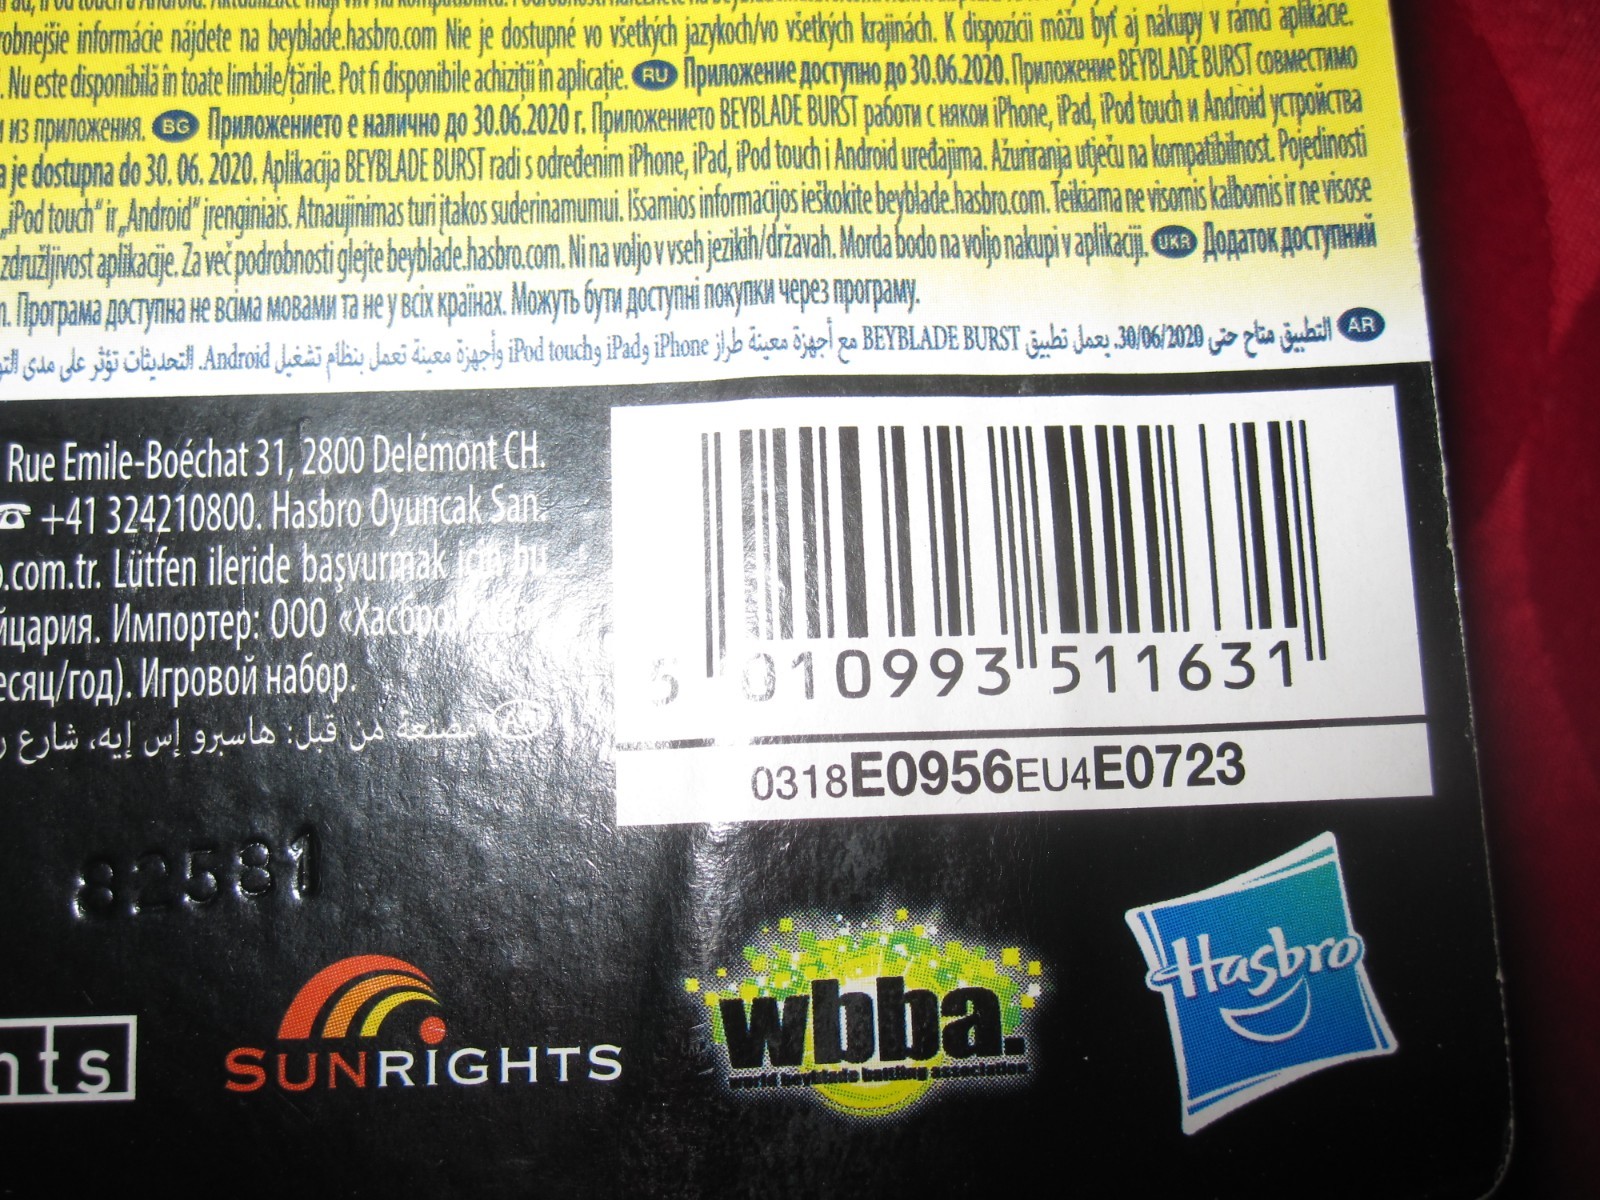 robnejšie informácie nájdete na beyblade.hasbro.com Nie je dostupné vo všetkých jazykoch/vo všetkých krajinách. K dispozícii môžu byť aj nákupy v rámci aplikácie.
. Nu este disponibilă în toate limbile/țările. Pot fi disponibile achiziții în aplicație. RU Приложение доступно до 30.06.2020. Приложение BEYBLADE BURST совместимо
и из приложения. BG Приложението е налично до 30.06.2020 г. Приложението BEYBLADE BURST работи с някои iPhone, iPad, iPod touch и Android устройства
a je dostupna do 30. 06. 2020. Aplikacija BEYBLADE BURST radi s određenim iPhone, iPad, iPod touch i Android uređajima. Ažuriranja utječu na kompatibilnost. Pojedinosti
„iPod touch“ ir „Android“ įrenginiais. Atnaujinimas turi įtakos suderinamumui. Išsamios informacijos ieškokite beyblade.hasbro.com. Teikiama ne visomis kalbomis ir ne visose
združljivost aplikacije. Za več podrobnosti glejte beyblade.hasbro.com. Ni na voljo v vseh jezikih/državah. Morda bodo na voljo nakupi v aplikaciji. UKR Додаток доступний
. Програма доступна не всіма мовами та не у всіх країнах. Можуть бути доступні покупки через програму.
AR التطبيق متاح حتى 30/06/2020. يعمل تطبيق BEYBLADE BURST مع أجهزة معينة طراز iPhone وiPad وiPod touch وأجهزة معينة تعمل بنظام تشغيل Android. التحديثات تؤثر على مدى
Rue Emile-Boéchat 31, 2800 Delémont CH.
☎ +41 324210800. Hasbro Oyuncak San.
.com.tr. Lütfen ileride başvurmak için bu
йцария. Импортер: ООО «Хасбро
есяц/год). Игровой набор.
AR مصنعة من قبل: هاسبرو إس إيه، شارع
5 010993 511631
0318E0956EU4E0723
82581
nts
SUNRIGHTS
wbba.
world beyblade battling association
Hasbro